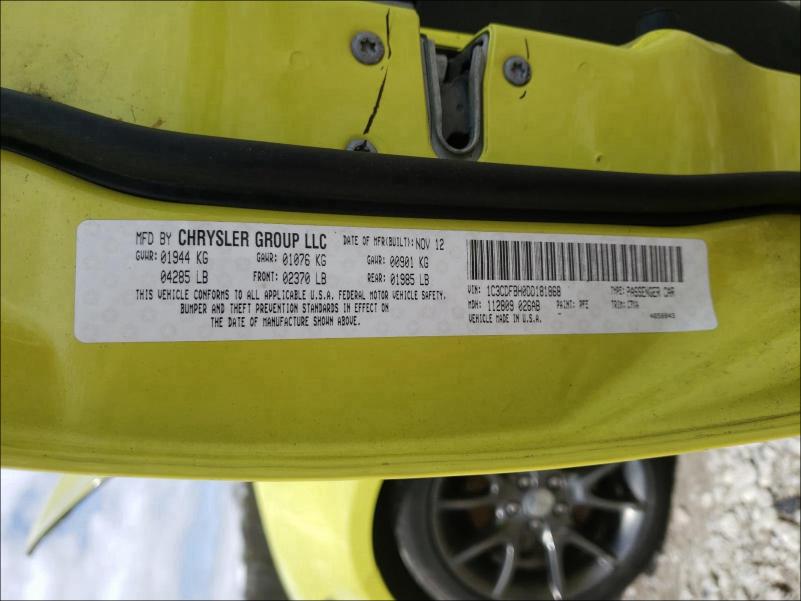 MFD BY CHRYSLER GROUP LLC DATE OF MFR(BUILT): NOV 12
GVWR: 01944 KG GAWR: 01076 KG GAWR: 00901 KG
04285 LB FRONT: 02370 LB REAR: 01985 LB
THIS VEHICLE CONFORMS TO ALL APPLICABLE U.S.A. FEDERAL MOTOR VEHICLE SAFETY,
BUMPER AND THEFT PREVENTION STANDARDS IN EFFECT ON
THE DATE OF MANUFACTURE SHOWN ABOVE.
VIN: 1C3CDFBH0DD181868 TYPE: PASSENGER CAR
MDH: 112809 026AB PAINT: PFE TRIM:
VEHICLE MADE IN U.S.A. -